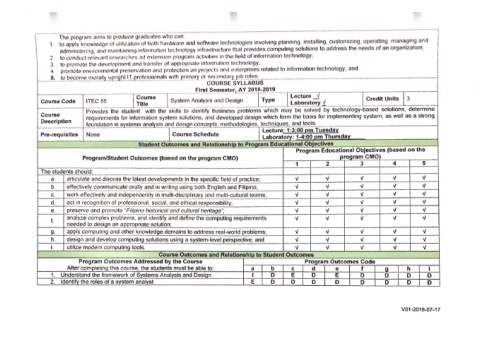 The program aims to produce graduates who can:
1. to apply knowledge of utilization of both hardware and software technologies involving planning, installing, customizing, operating, managing and
administering, and maintaining information technology infrastructure that provides computing solutions to address the needs of an organization;
2. to conduct relevant researches and extension program activities in the field of information technology;
3. to promote the development and transfer of appropriate information technology;
4. promote environmental preservation and protection on projects and enterprises related to information technology; and
5. to become morally upright IT professionals with primary or secondary job roles.
COURSE SYLLABUS
First Semester, AY 2018-2019
Course Code ITEC 55 Course Title System Analysis and Design Type Lecture √ Laboratory √ Credit Units 3
Course Description Provides the student with the skills to identify business problems which may be solved by technology-based solutions, determine
requirements for information system solutions, and developed design which form the basis for implementing system, as well as a strong
foundation in systems analysis and design concepts, methodologies, techniques, and tools.
Pre-requisites None Course Schedule Lecture: 1:3:00 pm Tuesday
Laboratory: 1-4:00 pm Thursday
Student Outcomes and Relationship to Program Educational Objectives
Program/Student Outcomes (based on the program CMO) Program Educational Objectives (based on the program CMO)
1 2 3 4 5
The students should:
a. articulate and discuss the latest developments in the specific field of practice; √ √ √ √ √
b. effectively communicate orally and in writing using both English and Filipino; √ √ √ √ √
c. work effectively and independently in multi-disciplinary and multi-cultural teams; √ √ √ √ √
d. act in recognition of professional, social, and ethical responsibility; √ √ √ √ √
e. preserve and promote "Filipino historical and cultural heritage"; √ √ √ √ √
f. analyze complex problems, and identify and define the computing requirements
needed to design an appropriate solution; √ √ √ √ √
g. apply computing and other knowledge domains to address real-world problems; √ √ √ √ √
h. design and develop computing solutions using a system-level perspective; and √ √ √ √ √
i. utilize modern computing tools. √ √ √ √ √
Course Outcomes and Relationship to Student Outcomes
Program Outcomes Addressed by the Course Program Outcomes Code
After completing this course, the students must be able to: a b c d e f g h i
1. Understand the framework of Systems Analysis and Design I D E D E D D D D
2. Identify the roles of a system analyst E D D D D D D D D
V01-2018-07-17